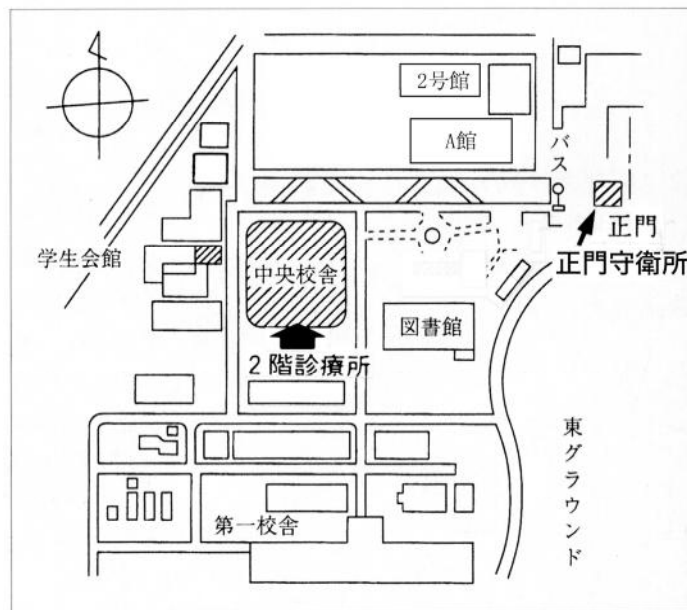 2号館
A館
バス
正門
正門守衛所
学生会館
中央校舎
図書館
2階診療所
東グラウンド
第一校舎